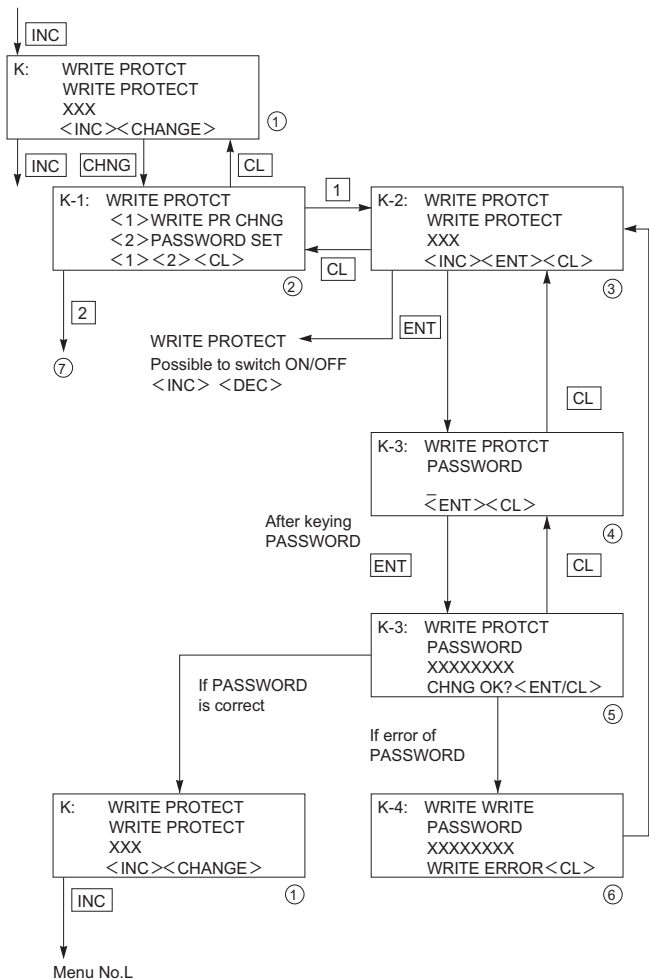 INC
K: WRITE PROTCT
WRITE PROTECT
XXX
<INC><CHANGE>
①
INC
CHNG
CL
K-1: WRITE PROTCT
<1>WRITE PR CHNG
<2>PASSWORD SET
<1><2><CL>
②
1
CL
K-2: WRITE PROTCT
WRITE PROTECT
XXX
<INC><ENT><CL>
③
2
⑦
WRITE PROTECT
Possible to switch ON/OFF
<INC> <DEC>
ENT
CL
K-3: WRITE PROTCT
PASSWORD
_
<ENT><CL>
④
After keying
PASSWORD
ENT
CL
K-3: WRITE PROTCT
PASSWORD
XXXXXXXX
CHNG OK?<ENT/CL>
⑤
If PASSWORD
is correct
If error of
PASSWORD
K: WRITE PROTECT
WRITE PROTECT
XXX
<INC><CHANGE>
①
K-4: WRITE WRITE
PASSWORD
XXXXXXXX
WRITE ERROR<CL>
⑥
INC
Menu No.L